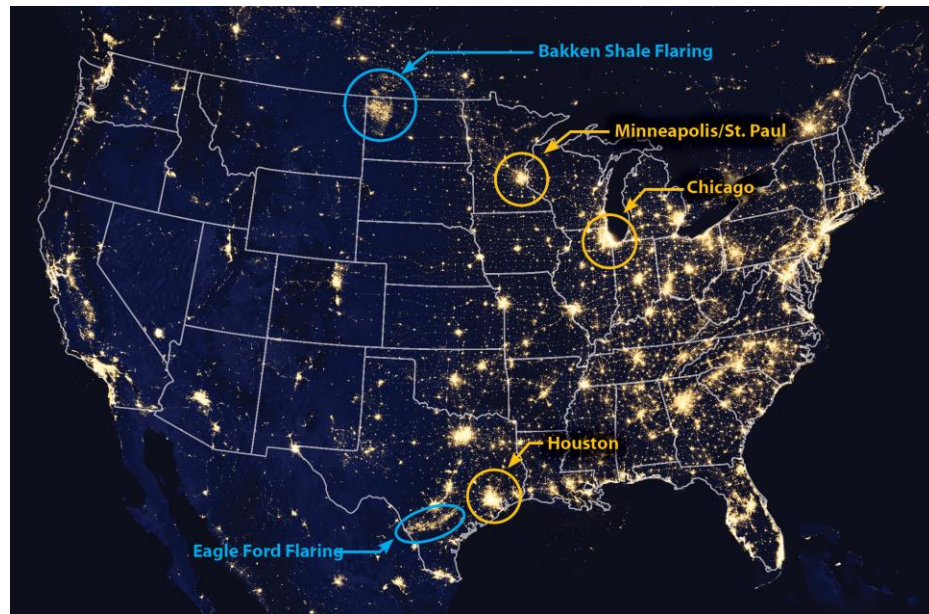 Bakken Shale Flaring
Minneapolis/St. Paul
Chicago
Houston
Eagle Ford Flaring